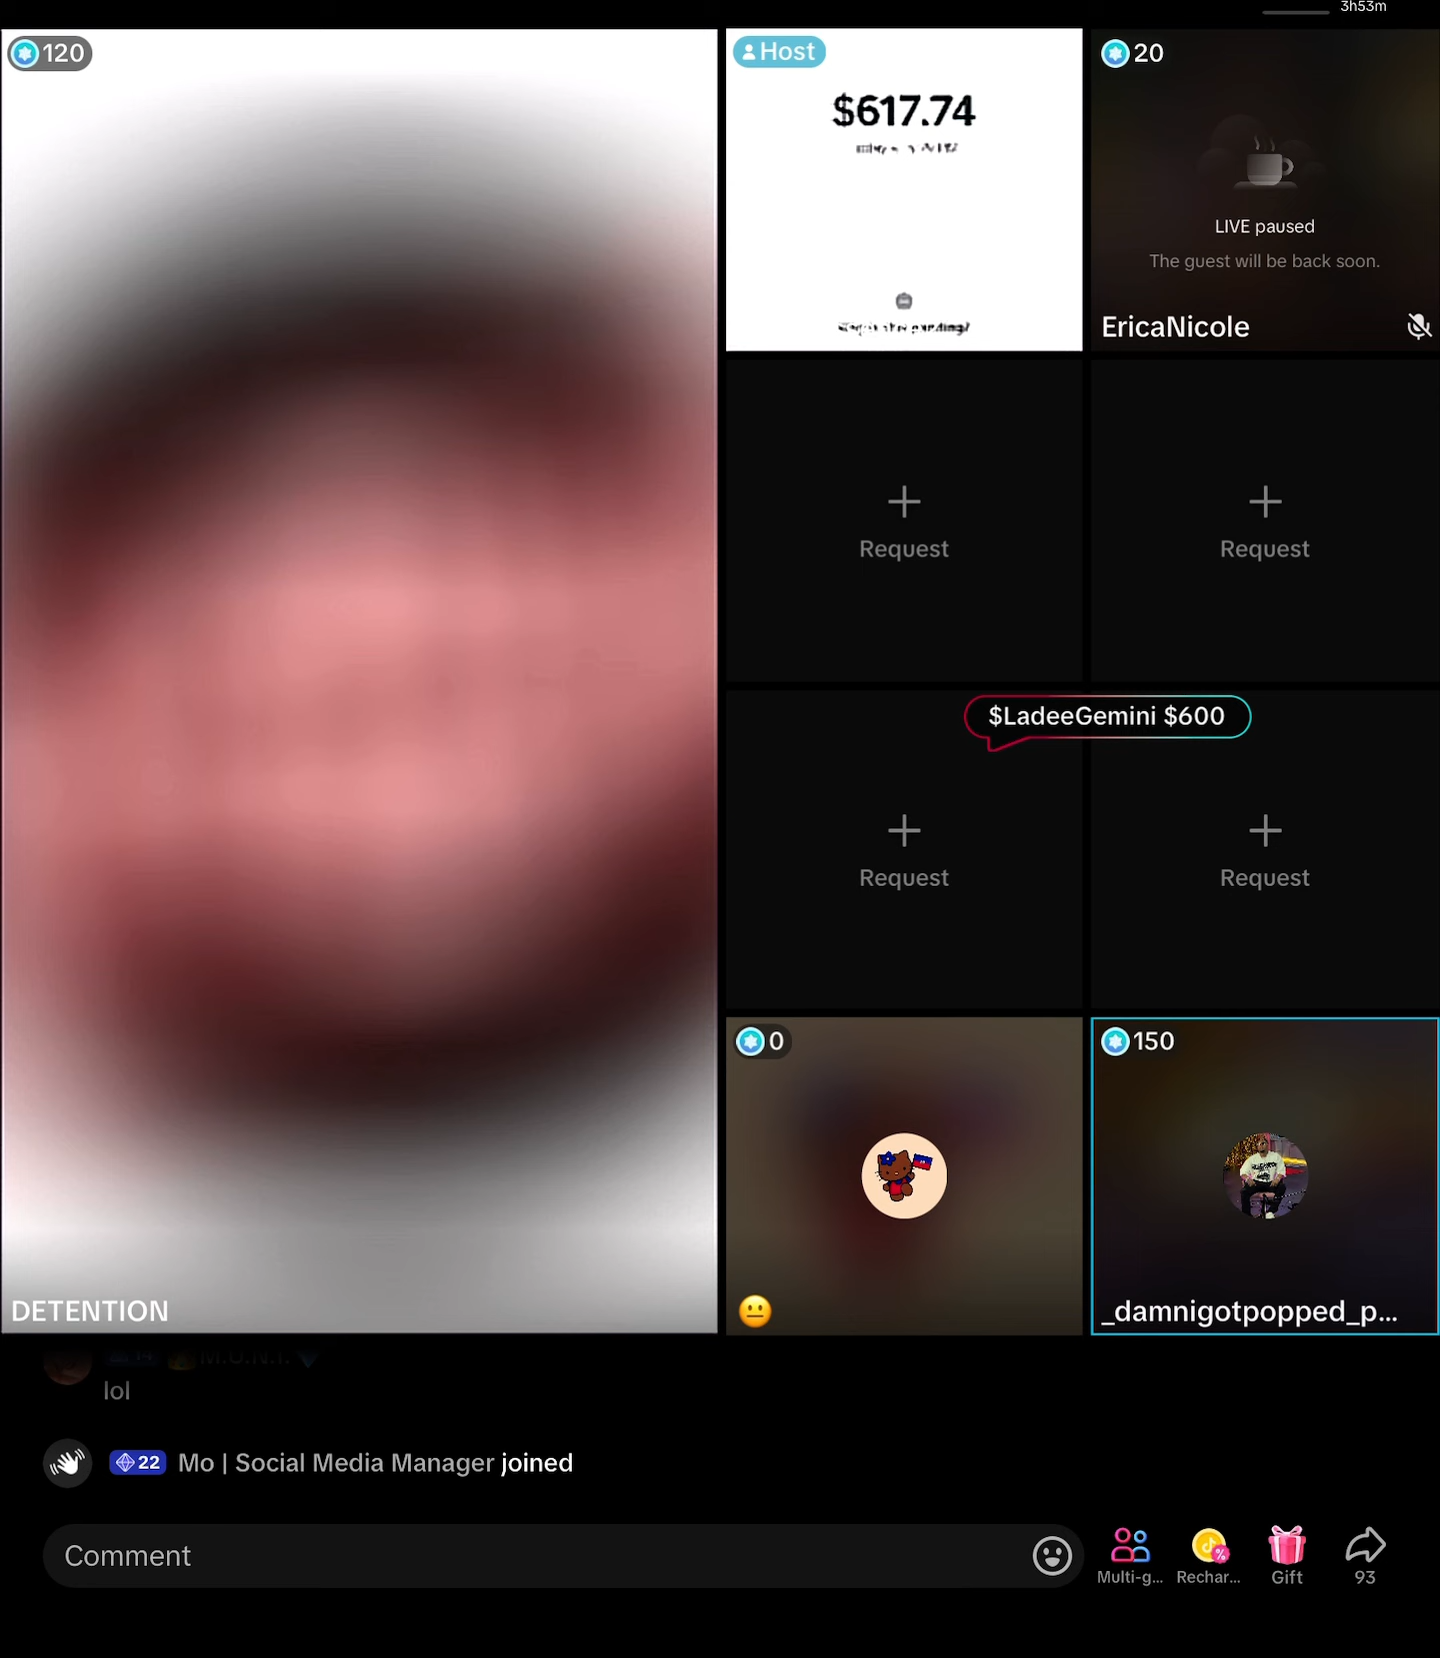 3h53m
120
Host
$617.74
20
LIVE paused
The guest will be back soon.
EricaNicole
Request
Request
$LadeeGemini $600
Request
Request
0
150
DETENTION
_damnigotpopped_p...
lol
22 Mo | Social Media Manager joined
Comment
Multi-g...
Rechar...
Gift
93